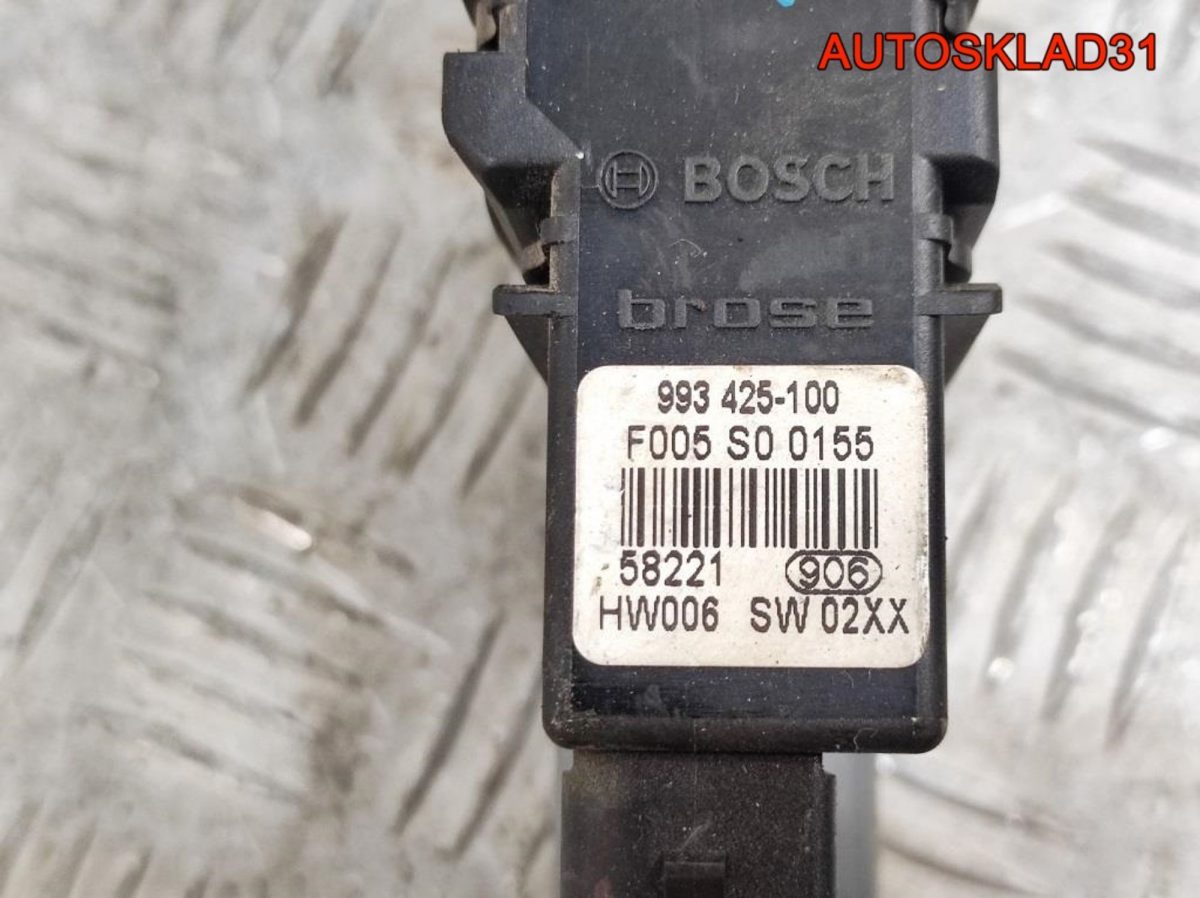 AUTOSKLAD31
BOSCH
brose
993 425-100
F005 S0 0155
58221 906
HW006 SW 02XX